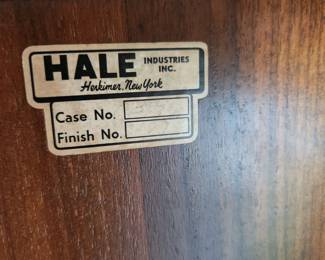 HALE INDUSTRIES INC.
Herkimer, New York
Case No.
Finish No.